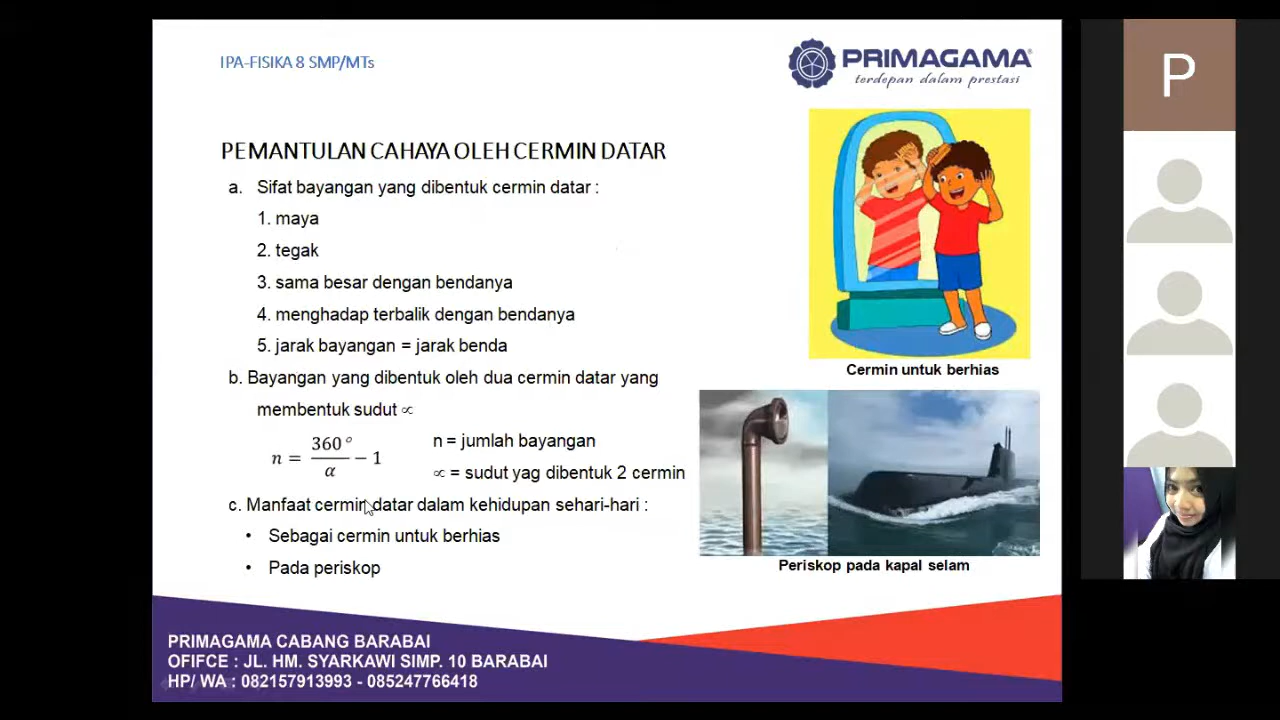 IPA-FISIKA 8 SMP/MTs
PRIMAGAMA
terdepan dalam prestasi
P
PEMANTULAN CAHAYA OLEH CERMIN DATAR
a. Sifat bayangan yang dibentuk cermin datar :
1. maya
2. tegak
3. sama besar dengan bendanya
4. menghadap terbalik dengan bendanya
5. jarak bayangan = jarak benda
Cermin untuk berhias
b. Bayangan yang dibentuk oleh dua cermin datar yang
membentuk sudut ∝
n = 360°/α − 1
n = jumlah bayangan
∝ = sudut yag dibentuk 2 cermin
c. Manfaat cermin datar dalam kehidupan sehari-hari :
• Sebagai cermin untuk berhias
• Pada periskop
Periskop pada kapal selam
PRIMAGAMA CABANG BARABAI
OFIFCE : JL. HM. SYARKAWI SIMP. 10 BARABAI
HP/ WA : 082157913993 - 085247766418